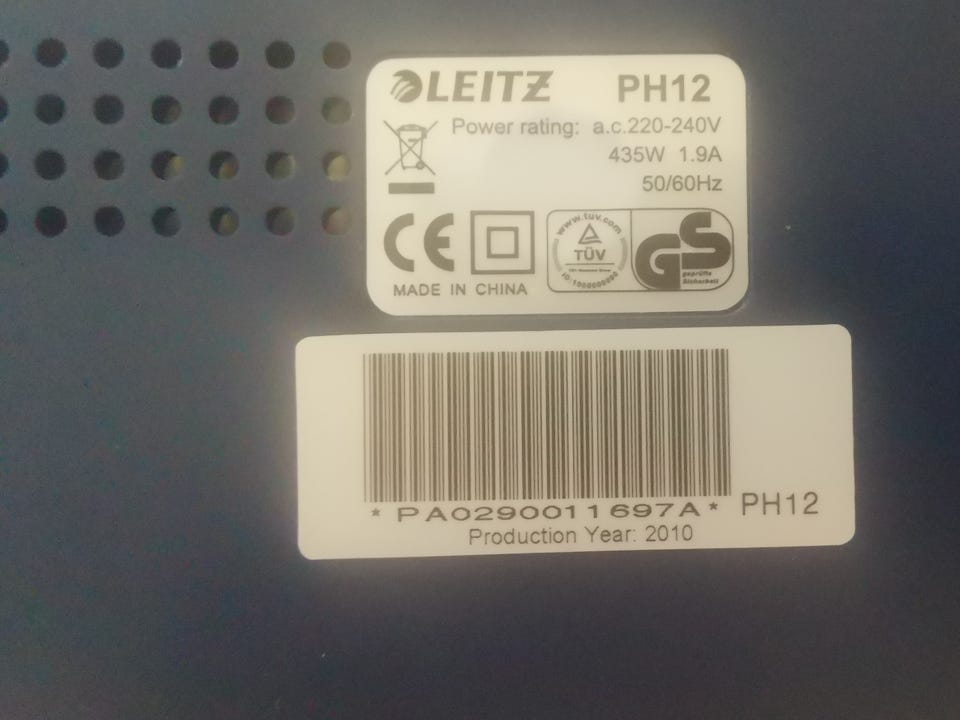 LEITZ PH12
Power rating: a.c.220-240V
435W 1.9A
50/60Hz
CE
www.tuv.com
TÜV
GS
geprüfte
Sicherheit
MADE IN CHINA
*PA0290011697A* PH12
Production Year: 2010